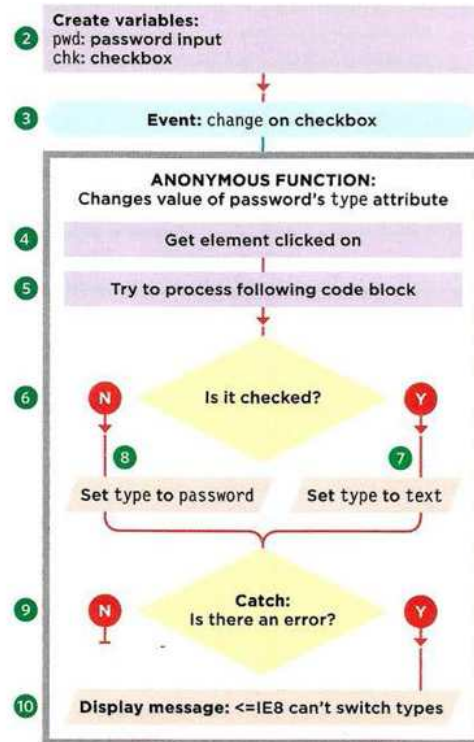 2
Create variables:
pwd: password input
chk: checkbox
3
Event: change on checkbox
ANONYMOUS FUNCTION:
Changes value of password's type attribute
4
Get element clicked on
5
Try to process following code block
6
N
Is it checked?
Y
8
7
Set type to password
Set type to text
9
N
Catch:
Is there an error?
Y
10
Display message: <=IE8 can't switch types